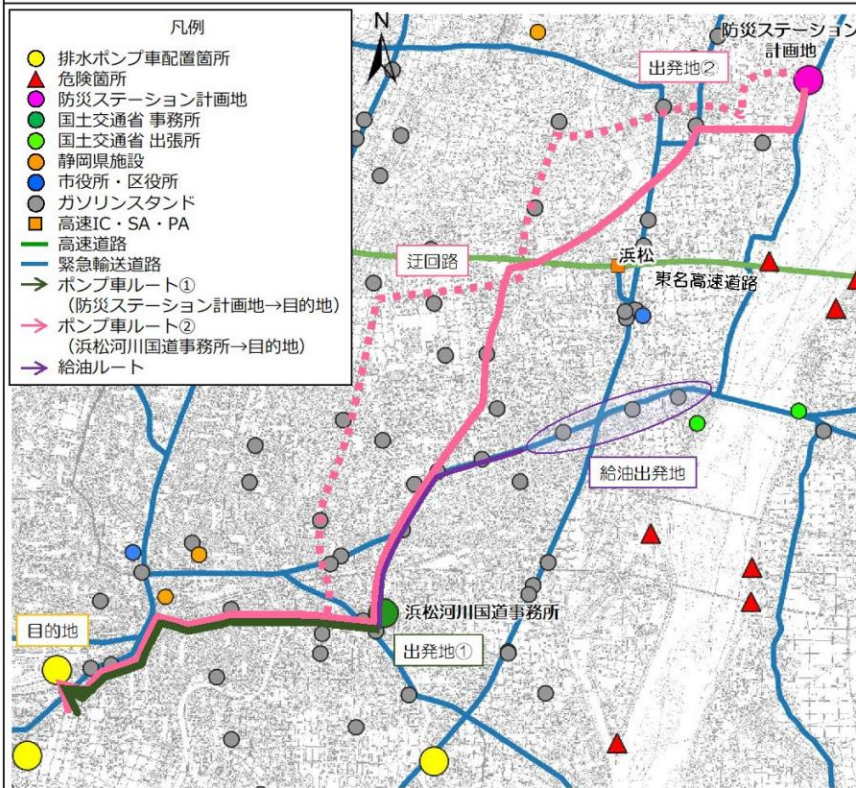 凡例
排水ポンプ車配置箇所
危険箇所
防災ステーション計画地
国土交通省 事務所
国土交通省 出張所
静岡県施設
市役所・区役所
ガソリンスタンド
高速IC・SA・PA
高速道路
緊急輸送道路
ポンプ車ルート①
（防災ステーション計画地→目的地）
ポンプ車ルート②
（浜松河川国道事務所→目的地）
給油ルート
N
防災ステーション
計画地
出発地②
迂回路
浜松
東名高速道路
給油出発地
浜松河川国道事務所
出発地①
目的地